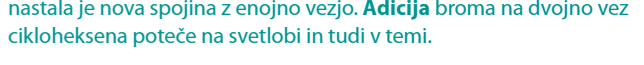 nastala je nova spojina z enojno vezjo. Adicija broma na dvojno vez
cikloheksena poteče na svetlobi in tudi v temi.